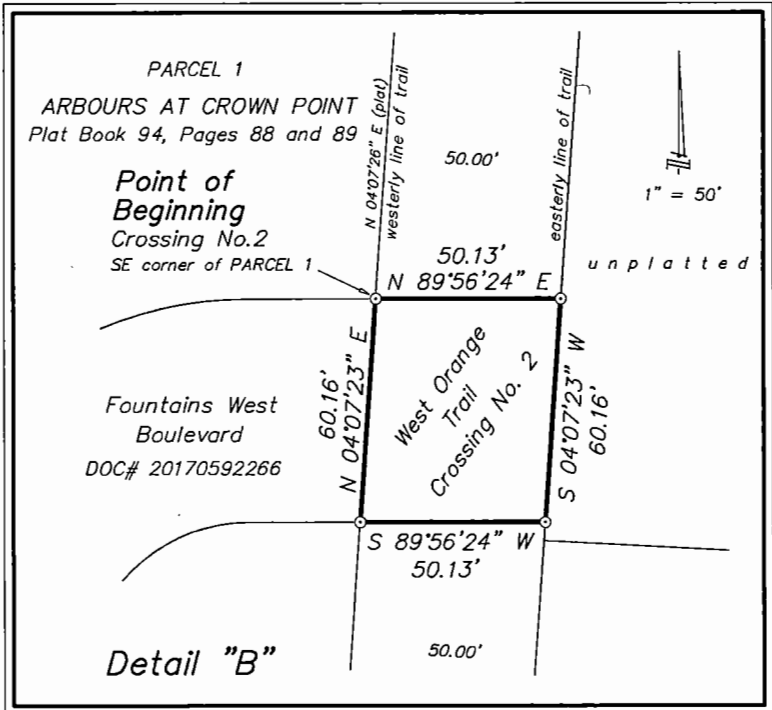 PARCEL 1
ARBOURS AT CROWN POINT
Plat Book 94, Pages 88 and 89
Point of
Beginning
Crossing No.2
SE corner of PARCEL 1
N 04°07'26" E (plat)
westerly line of trail
50.00'
easterly line of trail
1" = 50'
unplatted
50.13'
N 89°56'24" E
Fountains West
Boulevard
DOC# 20170592266
60.16'
N 04°07'23" E
West Orange
Trail
Crossing No. 2
S 04°07'23" W
60.16'
S 89°56'24" W
50.13'
50.00'
Detail "B"